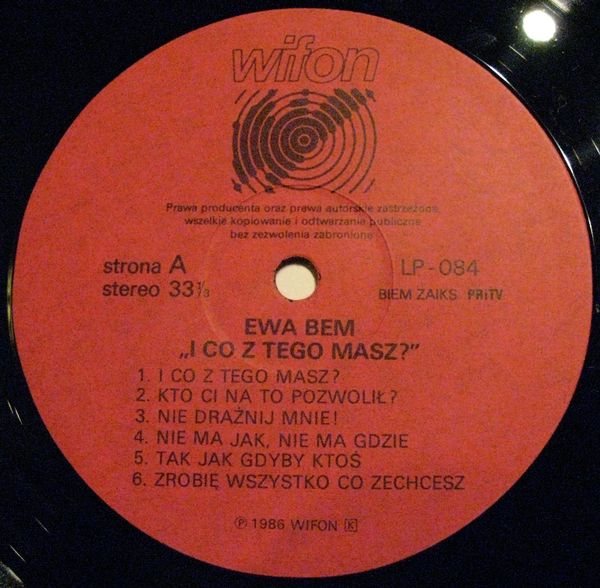 wifon
Prawa producenta oraz prawa autorskie zastrzeżone,
wszelkie kopiowanie i odtwarzanie publiczne
bez zezwolenia zabronione
strona A
stereo 33 1/3
LP-084
BIEM ZAIKS PRiTV
EWA BEM
„I CO Z TEGO MASZ?"
1. I CO Z TEGO MASZ?
2. KTO CI NA TO POZWOLIŁ?
3. NIE DRAŻNIJ MNIE!
4. NIE MA JAK, NIE MA GDZIE
5. TAK JAK GDYBY KTOŚ
6. ZROBIĘ WSZYSTKO CO ZECHCESZ
℗ 1986 WIFON K